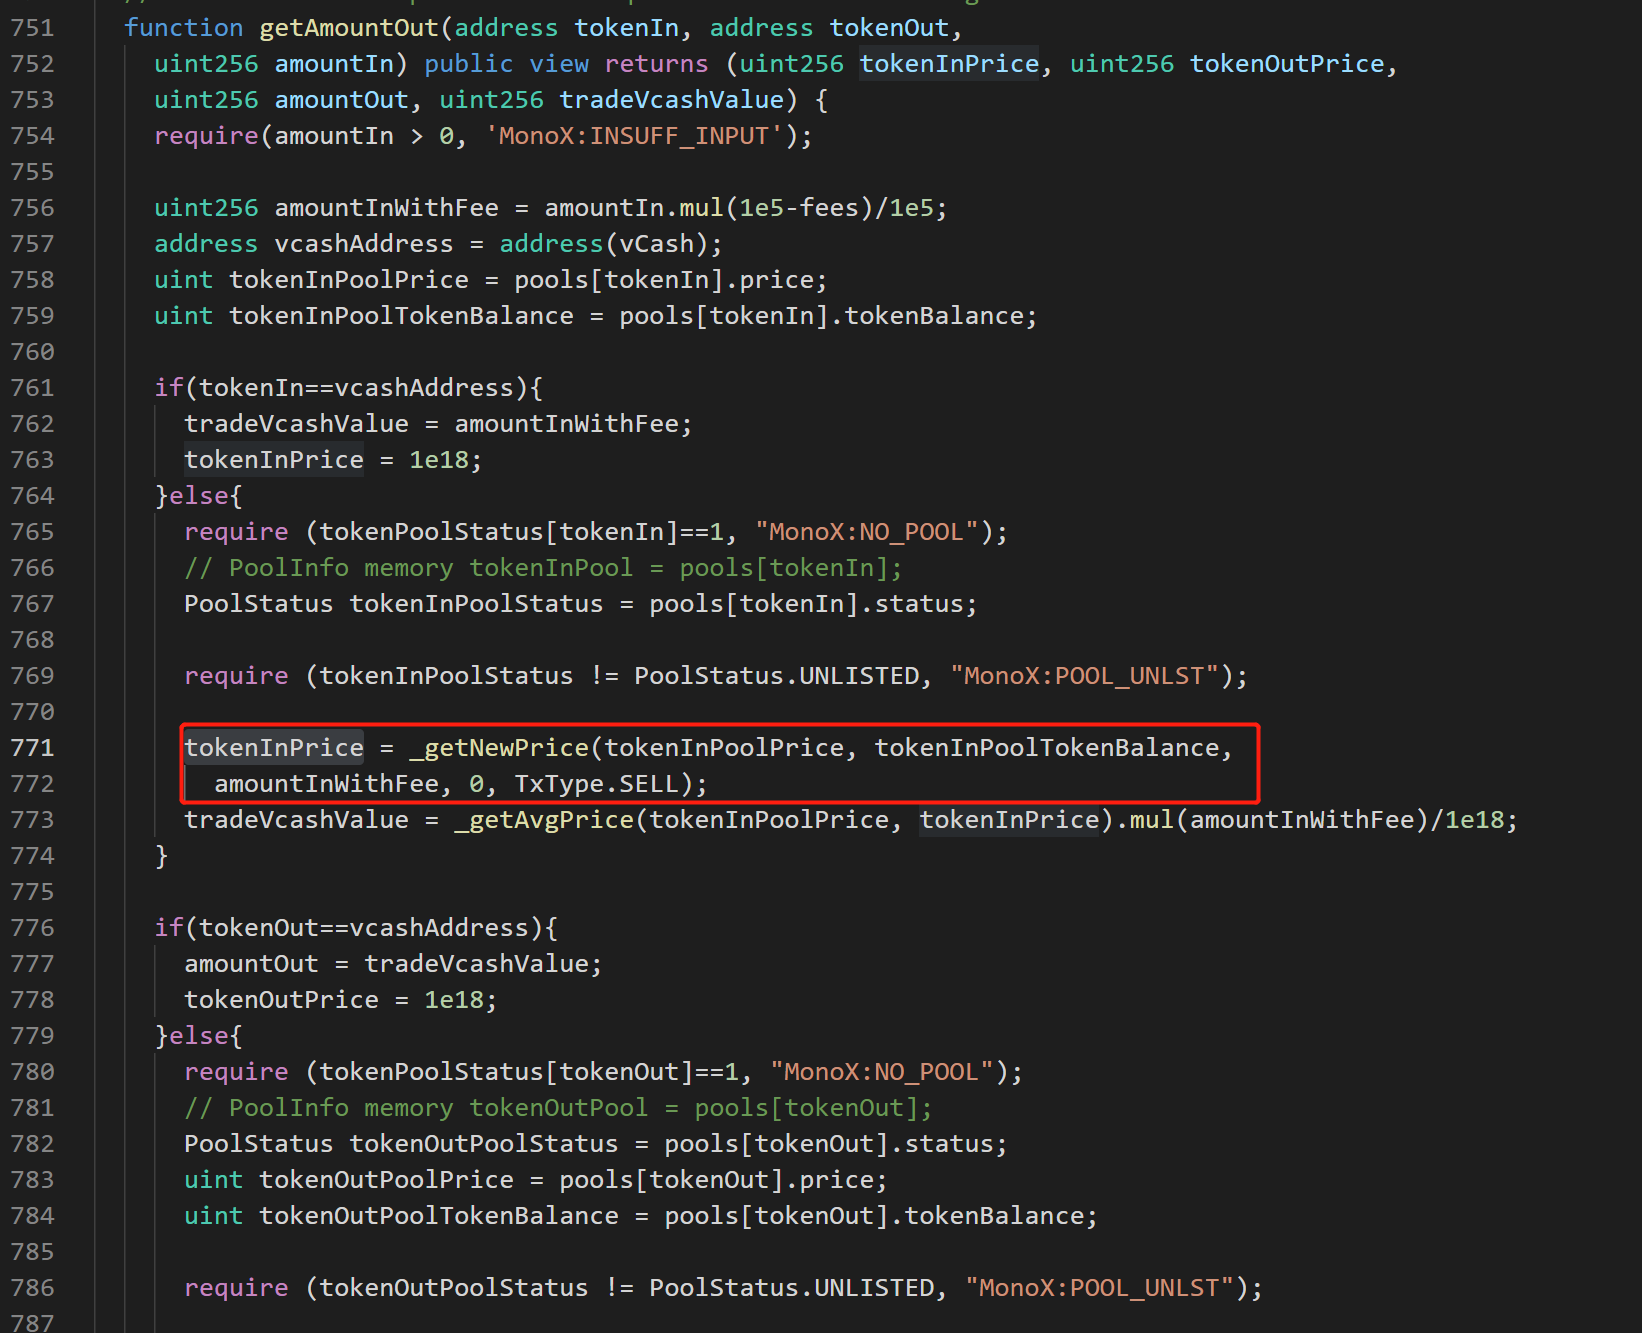 751 function getAmountOut(address tokenIn, address tokenOut,
752 uint256 amountIn) public view returns (uint256 tokenInPrice, uint256 tokenOutPrice,
753 uint256 amountOut, uint256 tradeVcashValue) {
754 require(amountIn > 0, 'MonoX:INSUFF_INPUT');
755
756 uint256 amountInWithFee = amountIn.mul(1e5-fees)/1e5;
757 address vcashAddress = address(vCash);
758 uint tokenInPoolPrice = pools[tokenIn].price;
759 uint tokenInPoolTokenBalance = pools[tokenIn].tokenBalance;
760
761 if(tokenIn==vcashAddress){
762 tradeVcashValue = amountInWithFee;
763 tokenInPrice = 1e18;
764 }else{
765 require (tokenPoolStatus[tokenIn]==1, "MonoX:NO_POOL");
766 // PoolInfo memory tokenInPool = pools[tokenIn];
767 PoolStatus tokenInPoolStatus = pools[tokenIn].status;
768
769 require (tokenInPoolStatus != PoolStatus.UNLISTED, "MonoX:POOL_UNLST");
770
771 tokenInPrice = _getNewPrice(tokenInPoolPrice, tokenInPoolTokenBalance,
772 amountInWithFee, 0, TxType.SELL);
773 tradeVcashValue = _getAvgPrice(tokenInPoolPrice, tokenInPrice).mul(amountInWithFee)/1e18;
774 }
775
776 if(tokenOut==vcashAddress){
777 amountOut = tradeVcashValue;
778 tokenOutPrice = 1e18;
779 }else{
780 require (tokenPoolStatus[tokenOut]==1, "MonoX:NO_POOL");
781 // PoolInfo memory tokenOutPool = pools[tokenOut];
782 PoolStatus tokenOutPoolStatus = pools[tokenOut].status;
783 uint tokenOutPoolPrice = pools[tokenOut].price;
784 uint tokenOutPoolTokenBalance = pools[tokenOut].tokenBalance;
785
786 require (tokenOutPoolStatus != PoolStatus.UNLISTED, "MonoX:POOL_UNLST");
787